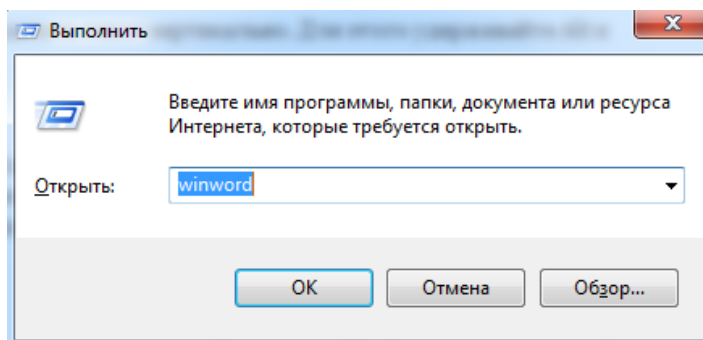 Выполнить
Введите имя программы, папки, документа или ресурса
Интернета, которые требуется открыть.
Открыть: winword
OK Отмена Обзор...